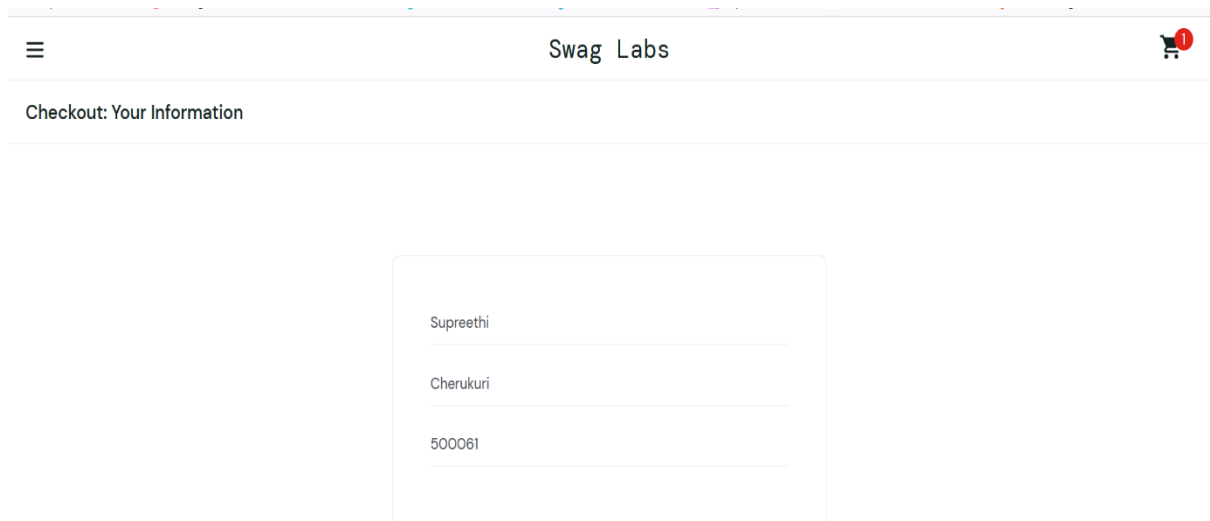 Swag Labs
1
Checkout: Your Information
Supreethi
Cherukuri
500061